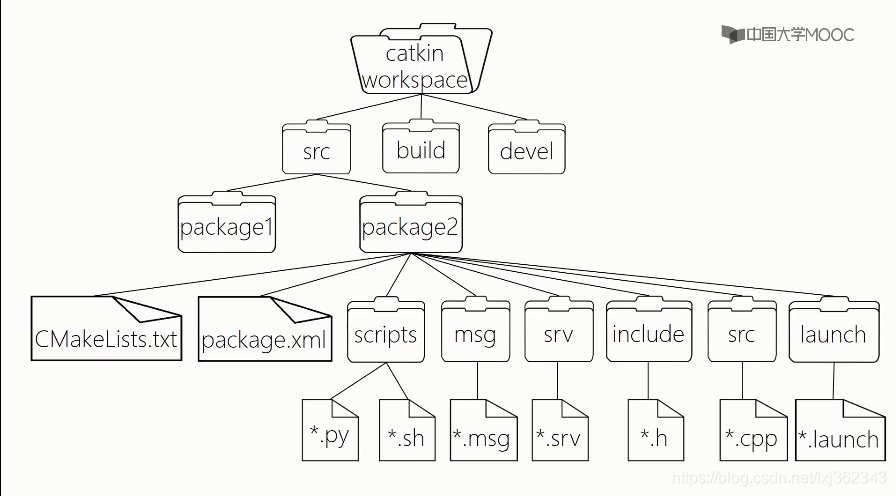 中国大学MOOC
catkin
workspace
src
build
devel
package1
package2
CMakeLists.txt
package.xml
scripts
msg
srv
include
src
launch
*.py
*.sh
*.msg
*.srv
*.h
*.cpp
*.launch
https://blog.csdn.net/lxj362343